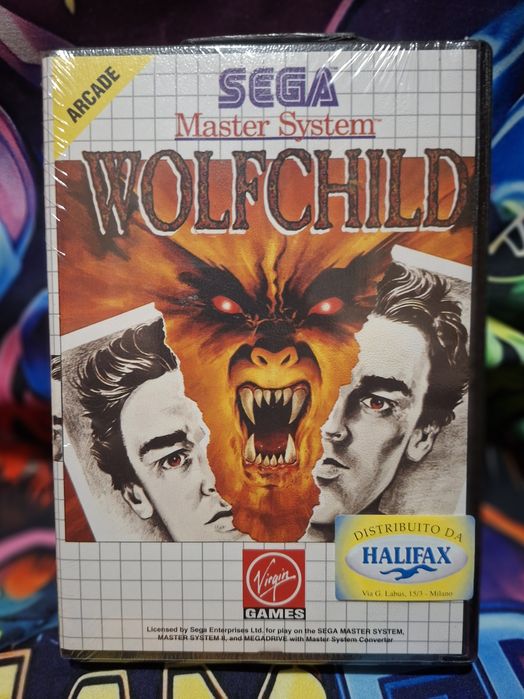 ARCADE
SEGA
Master System™
WOLFCHILD
DISTRIBUITO DA
HALIFAX
Via G. Labus, 15/3 - Milano
Virgin
GAMES
Licensed by Sega Enterprises Ltd. for play on the SEGA MASTER SYSTEM,
MASTER SYSTEM II, and MEGADRIVE with Master System Converter